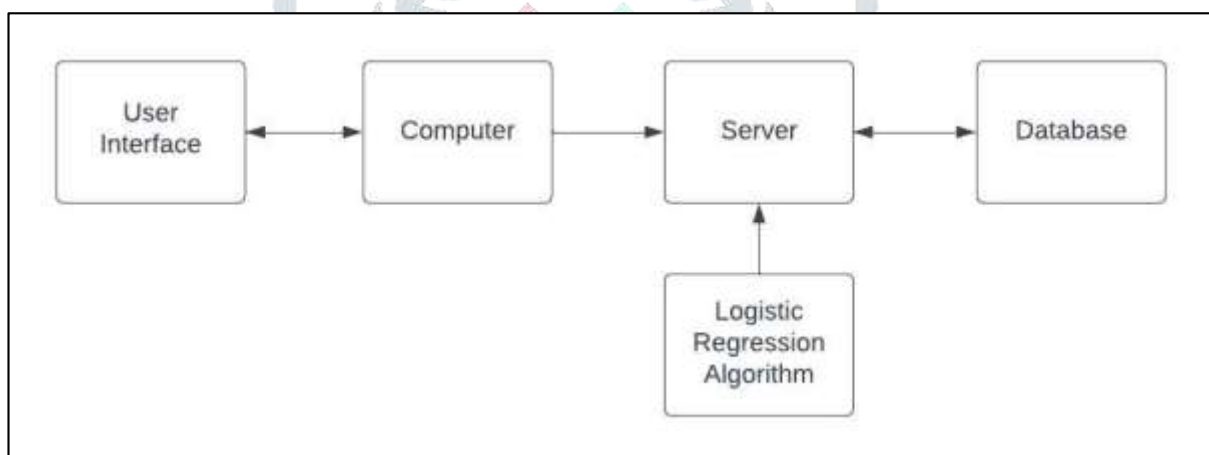 User
Interface
Computer
Server
Database
Logistic
Regression
Algorithm